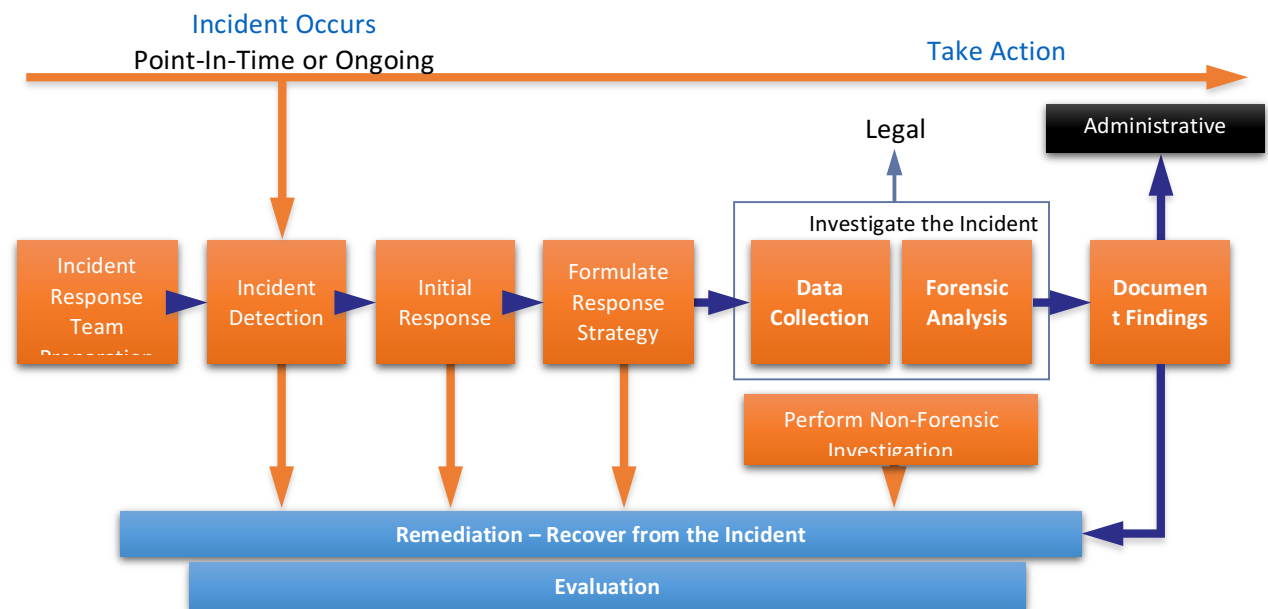 Incident Occurs
Point-In-Time or Ongoing
Take Action
Legal
Administrative
Investigate the Incident
Incident
Response
Team
Preparation
Incident
Detection
Initial
Response
Formulate
Response
Strategy
Data
Collection
Forensic
Analysis
Documen
t Findings
Perform Non-Forensic
Investigation
Remediation – Recover from the Incident
Evaluation